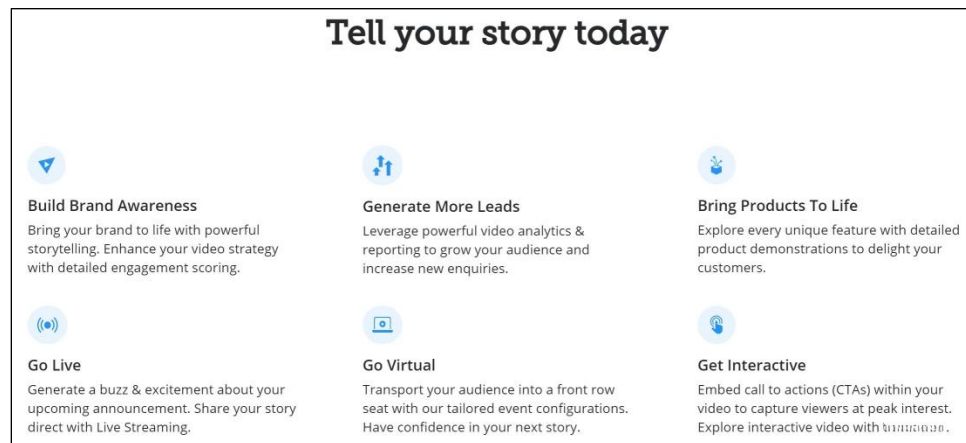 Tell your story today
Build Brand Awareness
Bring your brand to life with powerful
storytelling. Enhance your video strategy
with detailed engagement scoring.
Generate More Leads
Leverage powerful video analytics &
reporting to grow your audience and
increase new enquiries.
Bring Products To Life
Explore every unique feature with detailed
product demonstrations to delight your
customers.
Go Live
Generate a buzz & excitement about your
upcoming announcement. Share your story
direct with Live Streaming.
Go Virtual
Transport your audience into a front row
seat with our tailored event configurations.
Have confidence in your next story.
Get Interactive
Embed call to actions (CTAs) within your
video to capture viewers at peak interest.
Explore interactive video with